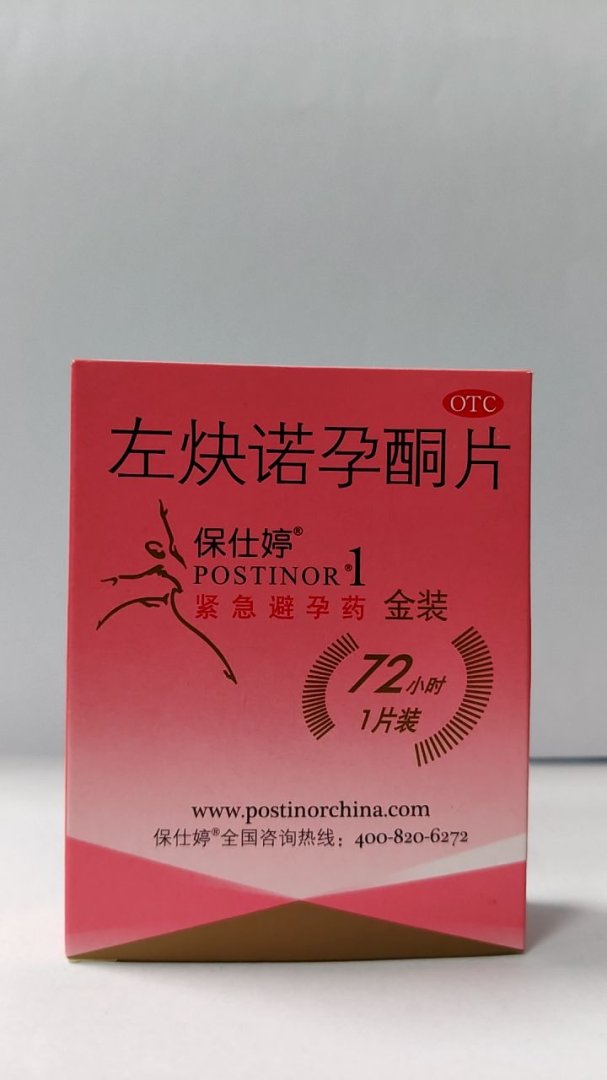 OTC
左炔诺孕酮片
保仕婷®
POSTINOR®1
紧急避孕药 金装
72小时
1片装
www.postinorchina.com
保仕婷®全国咨询热线：400-820-6272